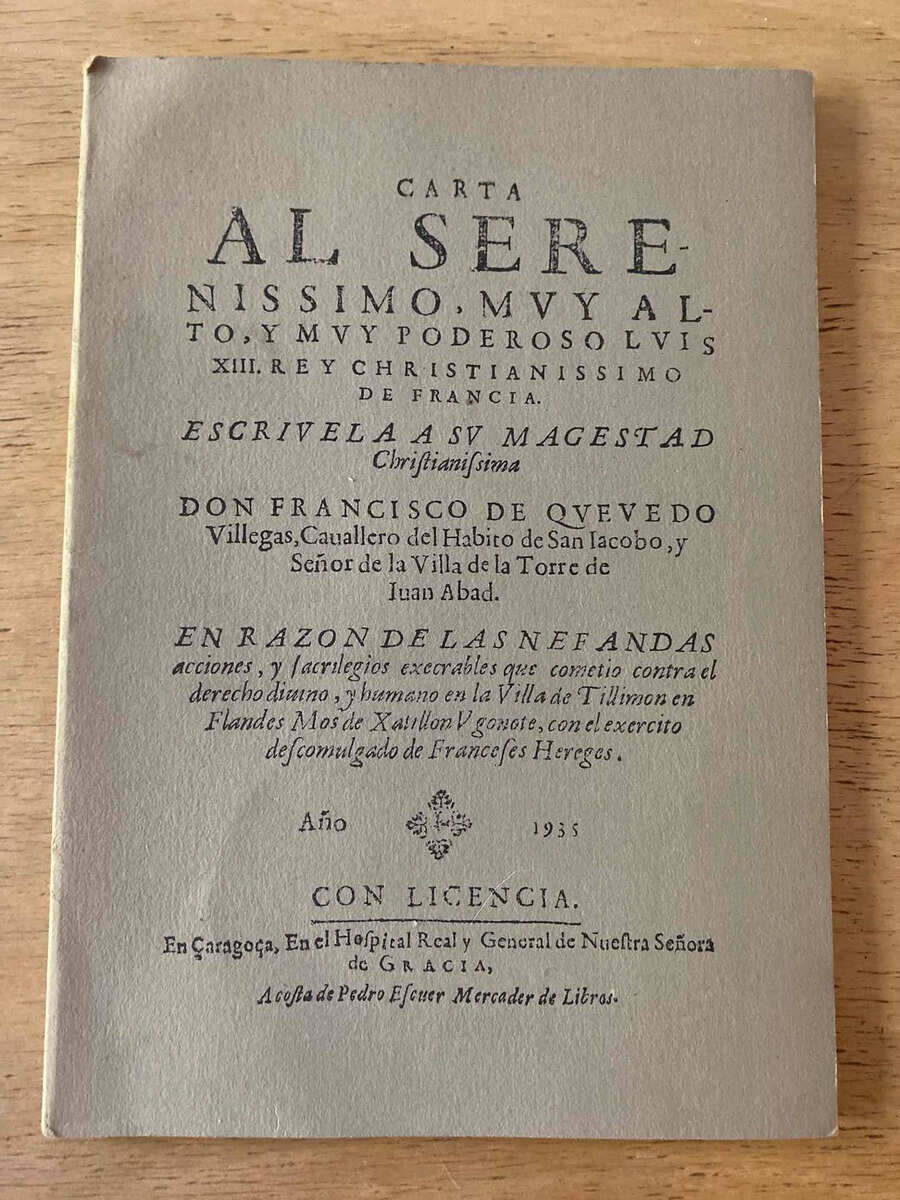 CARTA
AL SERE-
NISSIMO, MVY AL-
TO, Y MVY PODEROSO LVIS
XIII. REY CHRISTIANISSIMO
DE FRANCIA.
ESCRIVELA A SV MAGESTAD
Chriſtianiſsima
DON FRANCISCO DE QVEVEDO
Villegas, Cauallero del Habito de San Iacobo, y
Señor de la Villa de la Torre de
Iuan Abad.
EN RAZON DE LAS NEFANDAS
acciones, y ſacrilegios execrables que cometio contra el
derecho diuino, y humano en la Villa de Tillimon en
Flandes Mos de Xatillon Vgonote, con el exercito
deſcomulgado de Franceſes Hereges.
Año 1935
CON LICENCIA.
En Çaragoça, En el Hoſpital Real y General de Nueſtra Señora
de GRACIA,
A coſta de Pedro Eſcuer Mercader de Libros.